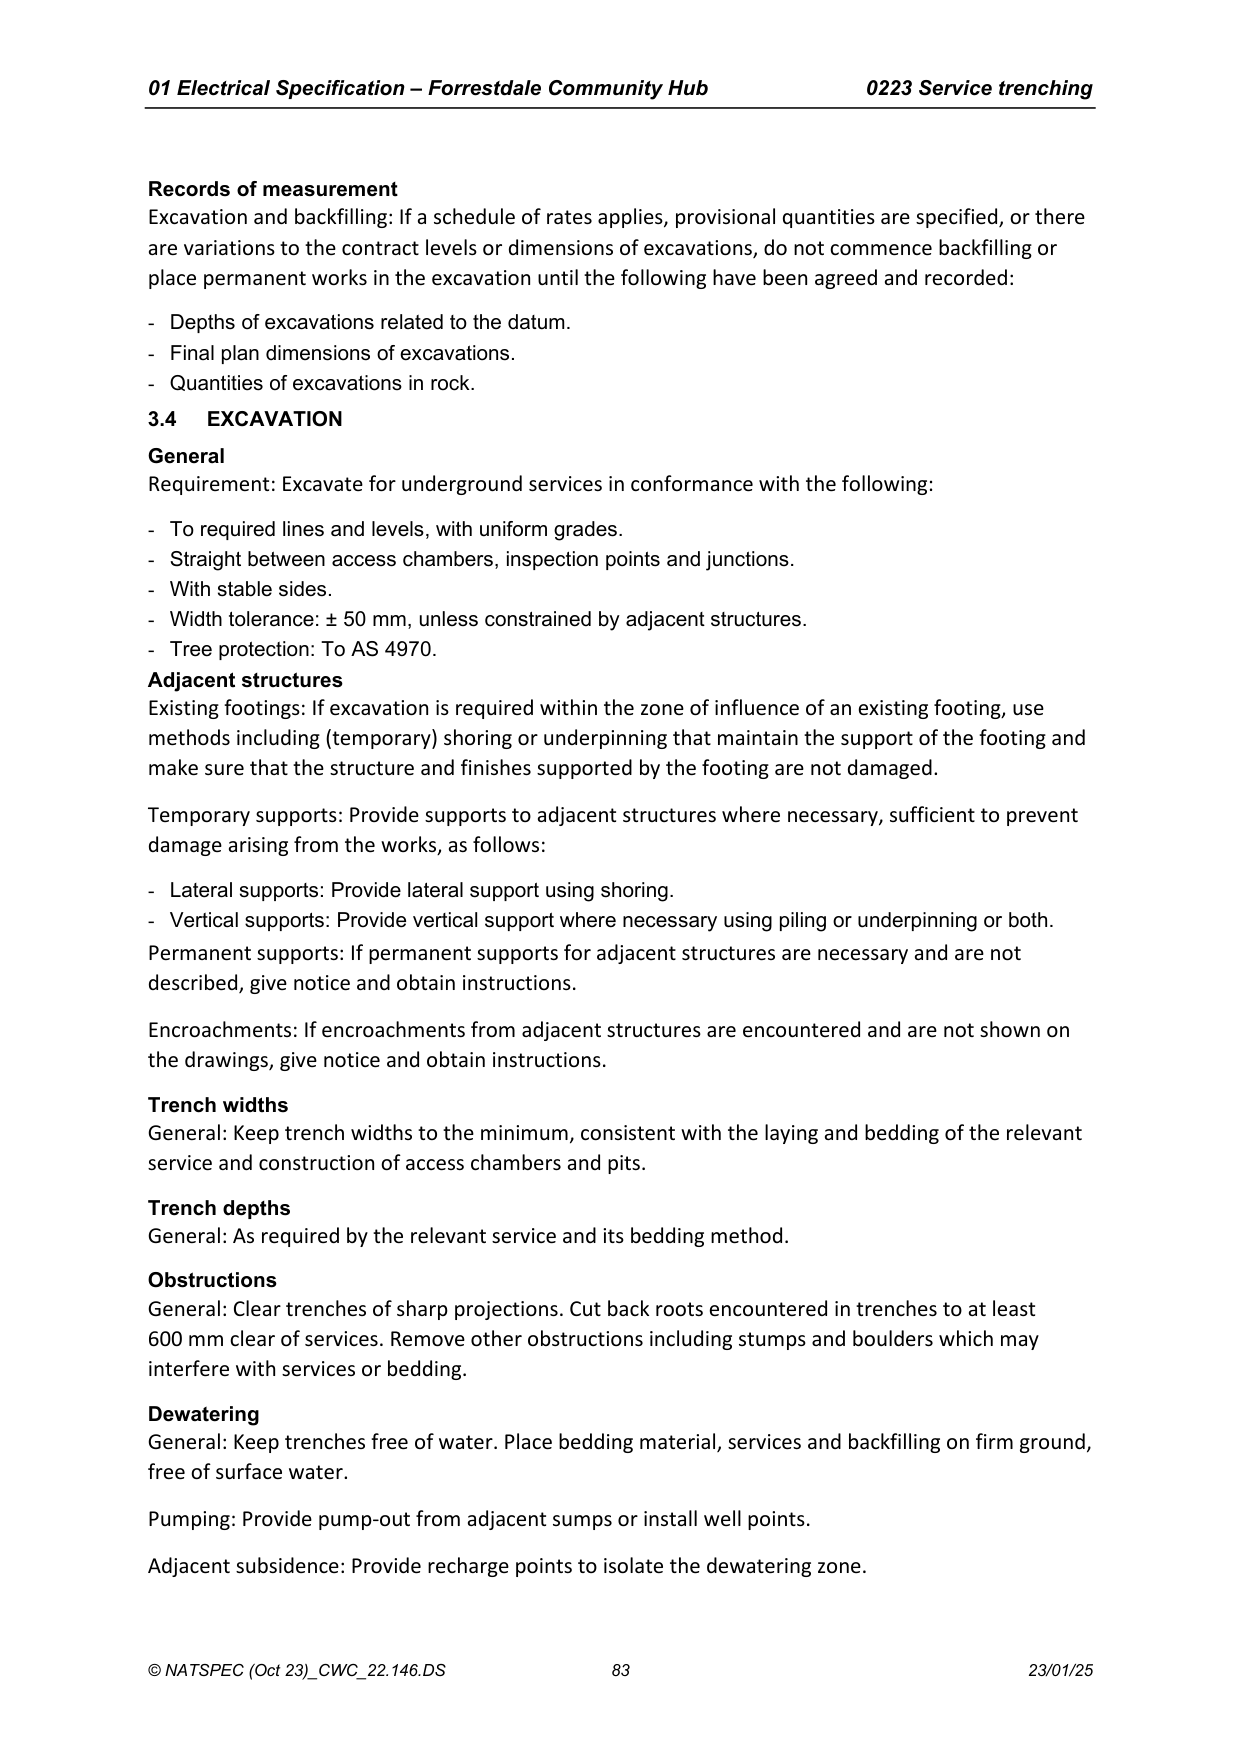 01 Electrical Specification – Forrestdale Community Hub 0223 Service trenching
Records of measurement
Excavation and backfilling: If a schedule of rates applies, provisional quantities are specified, or there
are variations to the contract levels or dimensions of excavations, do not commence backfilling or
place permanent works in the excavation until the following have been agreed and recorded:
- Depths of excavations related to the datum.
- Final plan dimensions of excavations.
- Quantities of excavations in rock.
3.4 EXCAVATION
General
Requirement: Excavate for underground services in conformance with the following:
- To required lines and levels, with uniform grades.
- Straight between access chambers, inspection points and junctions.
- With stable sides.
- Width tolerance: ± 50 mm, unless constrained by adjacent structures.
- Tree protection: To AS 4970.
Adjacent structures
Existing footings: If excavation is required within the zone of influence of an existing footing, use
methods including (temporary) shoring or underpinning that maintain the support of the footing and
make sure that the structure and finishes supported by the footing are not damaged.
Temporary supports: Provide supports to adjacent structures where necessary, sufficient to prevent
damage arising from the works, as follows:
- Lateral supports: Provide lateral support using shoring.
- Vertical supports: Provide vertical support where necessary using piling or underpinning or both.
Permanent supports: If permanent supports for adjacent structures are necessary and are not
described, give notice and obtain instructions.
Encroachments: If encroachments from adjacent structures are encountered and are not shown on
the drawings, give notice and obtain instructions.
Trench widths
General: Keep trench widths to the minimum, consistent with the laying and bedding of the relevant
service and construction of access chambers and pits.
Trench depths
General: As required by the relevant service and its bedding method.
Obstructions
General: Clear trenches of sharp projections. Cut back roots encountered in trenches to at least
600 mm clear of services. Remove other obstructions including stumps and boulders which may
interfere with services or bedding.
Dewatering
General: Keep trenches free of water. Place bedding material, services and backfilling on firm ground,
free of surface water.
Pumping: Provide pump-out from adjacent sumps or install well points.
Adjacent subsidence: Provide recharge points to isolate the dewatering zone.
© NATSPEC (Oct 23)_CWC_22.146.DS 83 23/01/25